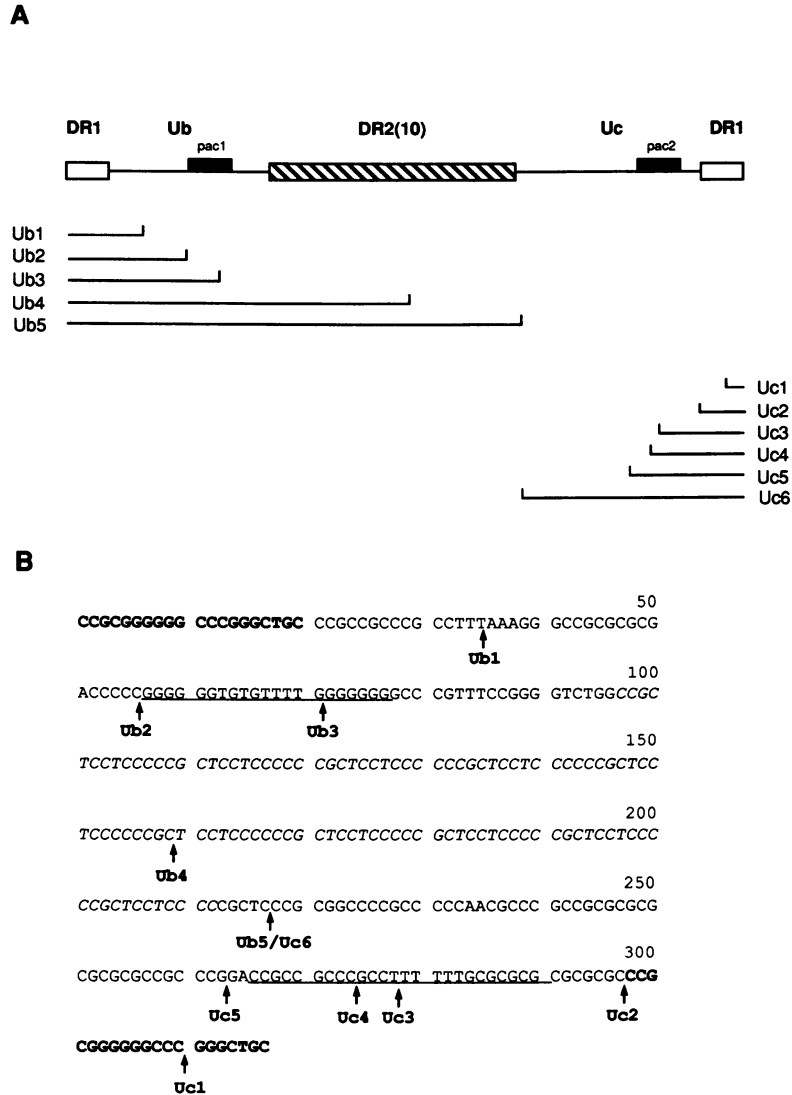 A
DR1 Ub DR2(10) Uc DR1
pac1 pac2
Ub1
Ub2
Ub3
Ub4
Ub5
Uc1
Uc2
Uc3
Uc4
Uc5
Uc6
B
50
CCGCGGGGGG CCCGGGCTGC CCGCCGCCCG CCTTTAAAGG GCCGCGCGCG
Ub1
100
ACCCCCGGGG GGTGTGTTTT GGGGGGGGCC CGTTTCCGGG GTCTGGCCGC
Ub2 Ub3
150
TCCTCCCCCG CTCCTCCCCC CGCTCCTCCC CCCGCTCCTC CCCCCGCTCC
200
TCCCCCCGCT CCTCCCCCCG CTCCTCCCCC GCTCCTCCCC CGCTCCTCCC
Ub4
250
CCGCTCCTCC CCCGCTCCCG CGGCCCCGCC CCCAACGCCC GCCGCGCGCG
Ub5/Uc6
300
CGCGCGCCGC CCGGACCGCC GCCCGCCTTT TTTGCGCGCG CGCGCGCCCG
Uc5 Uc4 Uc3 Uc2
CGGGGGGCCC GGGCTGC
Uc1